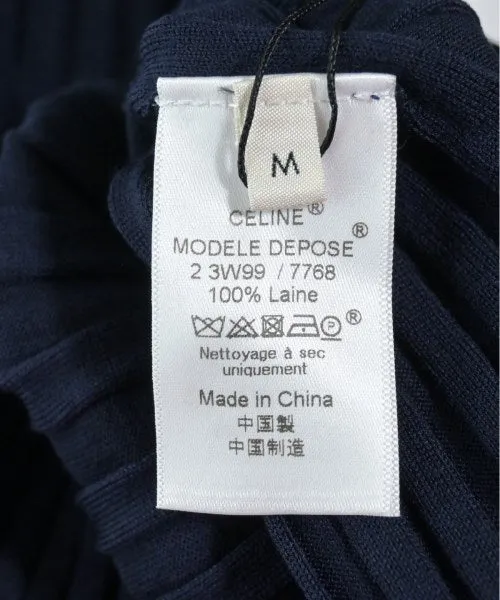 M
CELINE®
MODELE DEPOSE®
2 3W99 / 7768
100% Laine
P ®
Nettoyage à sec
uniquement
Made in China
中国製
中国制造